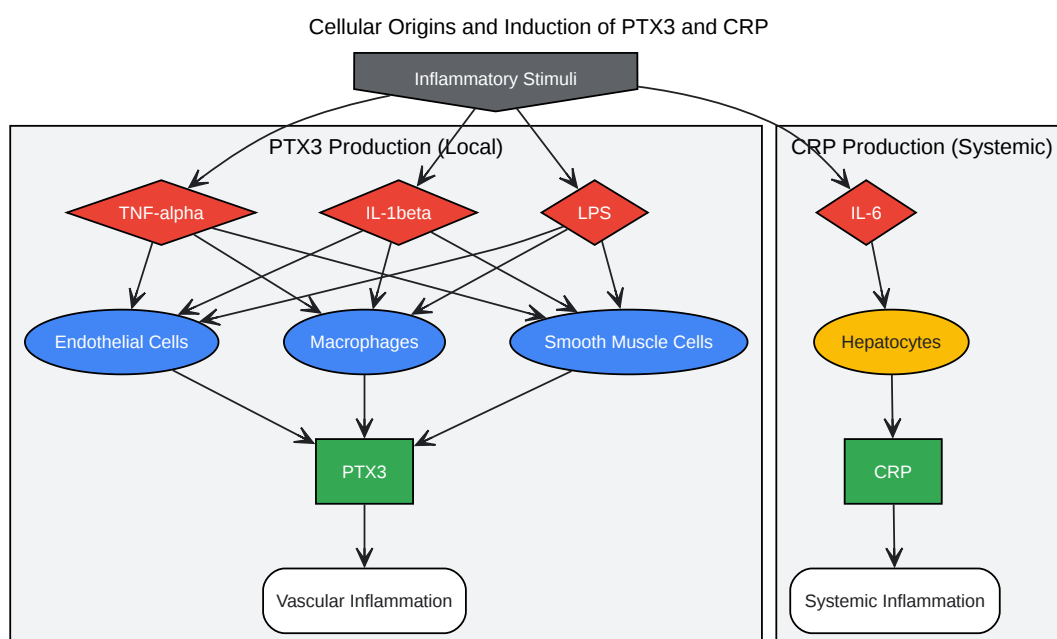 Cellular Origins and Induction of PTX3 and CRP
Inflammatory Stimuli
PTX3 Production (Local)
CRP Production (Systemic)
TNF-alpha
IL-1beta
LPS
IL-6
Endothelial Cells
Macrophages
Smooth Muscle Cells
Hepatocytes
PTX3
CRP
Vascular Inflammation
Systemic Inflammation